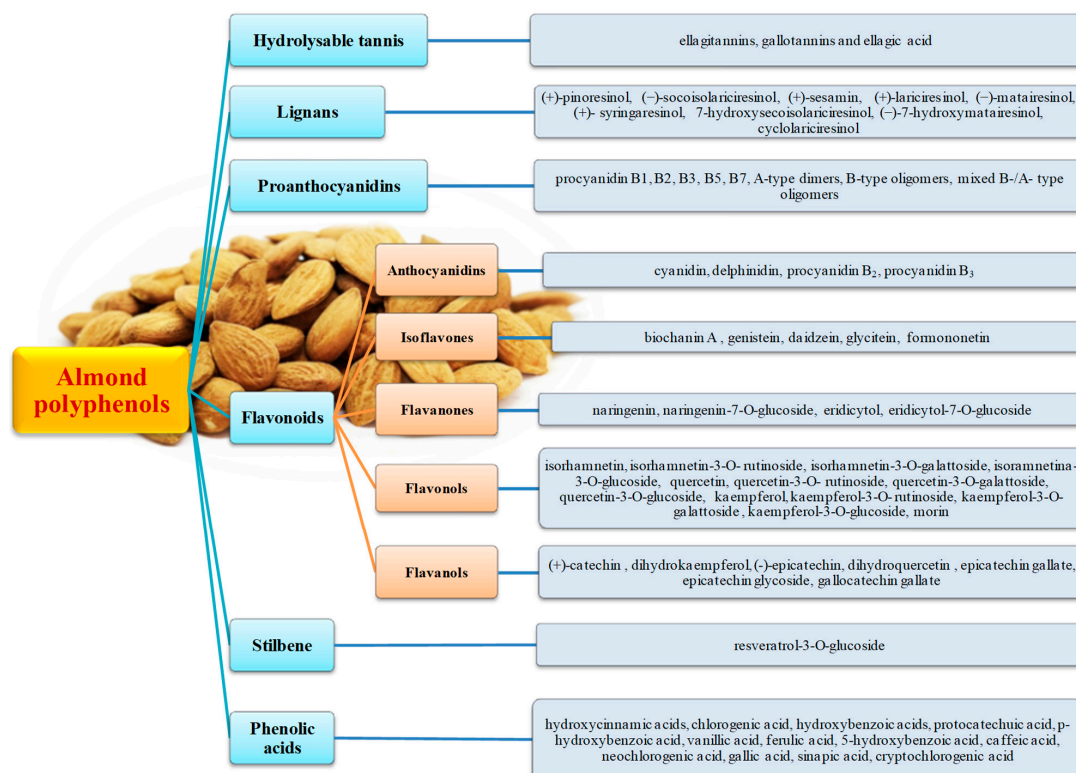 Almond
polyphenols
Hydrolysable tannis
ellagitannins, gallotannins and ellagic acid
Lignans
(+)-pinoresinol, (−)-socoisolariciresinol, (+)-sesamin, (+)-lariciresinol, (−)-matairesinol,
(+)- syringaresinol, 7-hydroxysecoisolariciresinol, (−)-7-hydroxymatairesinol,
cyclolariciresinol
Proanthocyanidins
procyanidin B1, B2, B3, B5, B7, A-type dimers, B-type oligomers, mixed B-/A- type
oligomers
Flavonoids
Anthocyanidins
cyanidin, delphinidin, procyanidin B2, procyanidin B3
Isoflavones
biochanin A , genistein, daidzein, glycitein, formononetin
Flavanones
naringenin, naringenin-7-O-glucoside, eridicytol, eridicytol-7-O-glucoside
Flavonols
isorhamnetin, isorhamnetin-3-O- rutinoside, isorhamnetin-3-O-galattoside, isoramnetina-
3-O-glucoside, quercetin, quercetin-3-O- rutinoside, quercetin-3-O-galattoside,
quercetin-3-O-glucoside, kaempferol, kaempferol-3-O- rutinoside, kaempferol-3-O-
galattoside , kaempferol-3-O-glucoside, morin
Flavanols
(+)-catechin , dihydrokaempferol, (-)-epicatechin, dihydroquercetin , epicatechin gallate,
epicatechin glycoside, gallocatechin gallate
Stilbene
resveratrol-3-O-glucoside
Phenolic
acids
hydroxycinnamic acids, chlorogenic acid, hydroxybenzoic acids, protocatechuic acid, p-
hydroxybenzoic acid, vanillic acid, ferulic acid, 5-hydroxybenzoic acid, caffeic acid,
neochlorogenic acid, gallic acid, sinapic acid, cryptochlorogenic acid